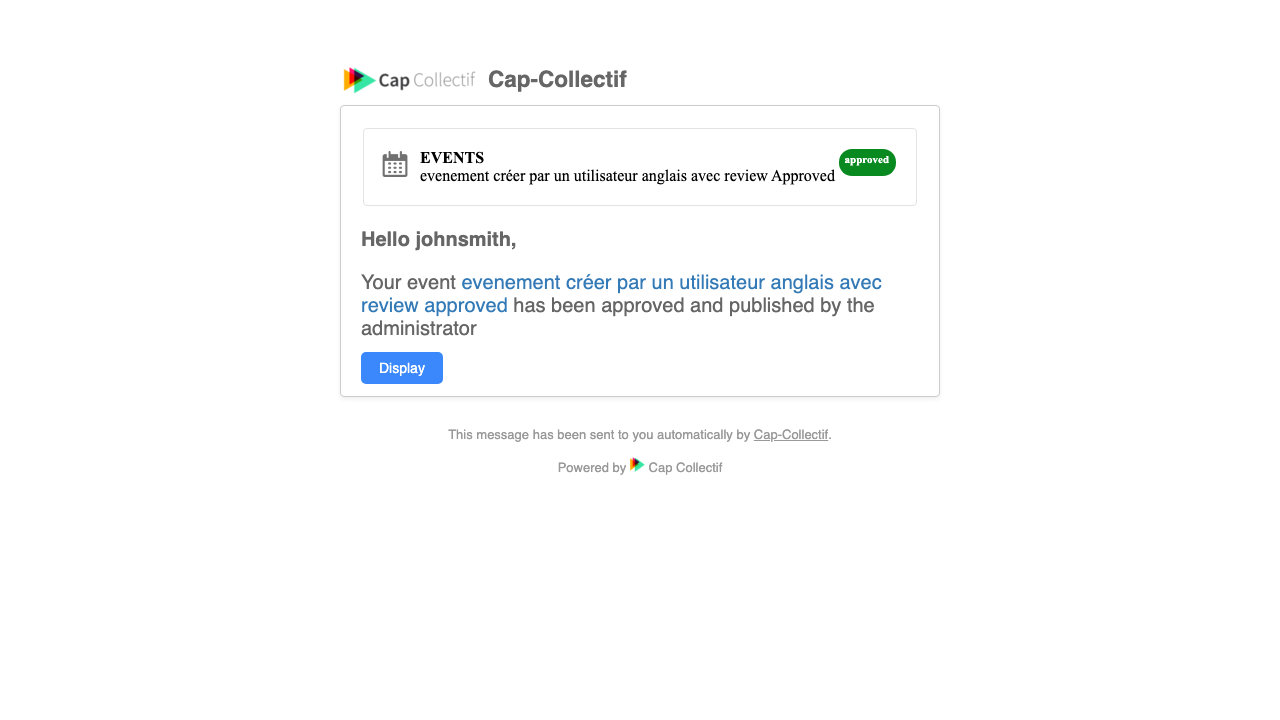 Cap Collectif Cap-Collectif
EVENTS
evenement créer par un utilisateur anglais avec review Approved approved
Hello johnsmith,
Your event evenement créer par un utilisateur anglais avec
review approved has been approved and published by the
administrator
Display
This message has been sent to you automatically by Cap-Collectif.
Powered by Cap Collectif